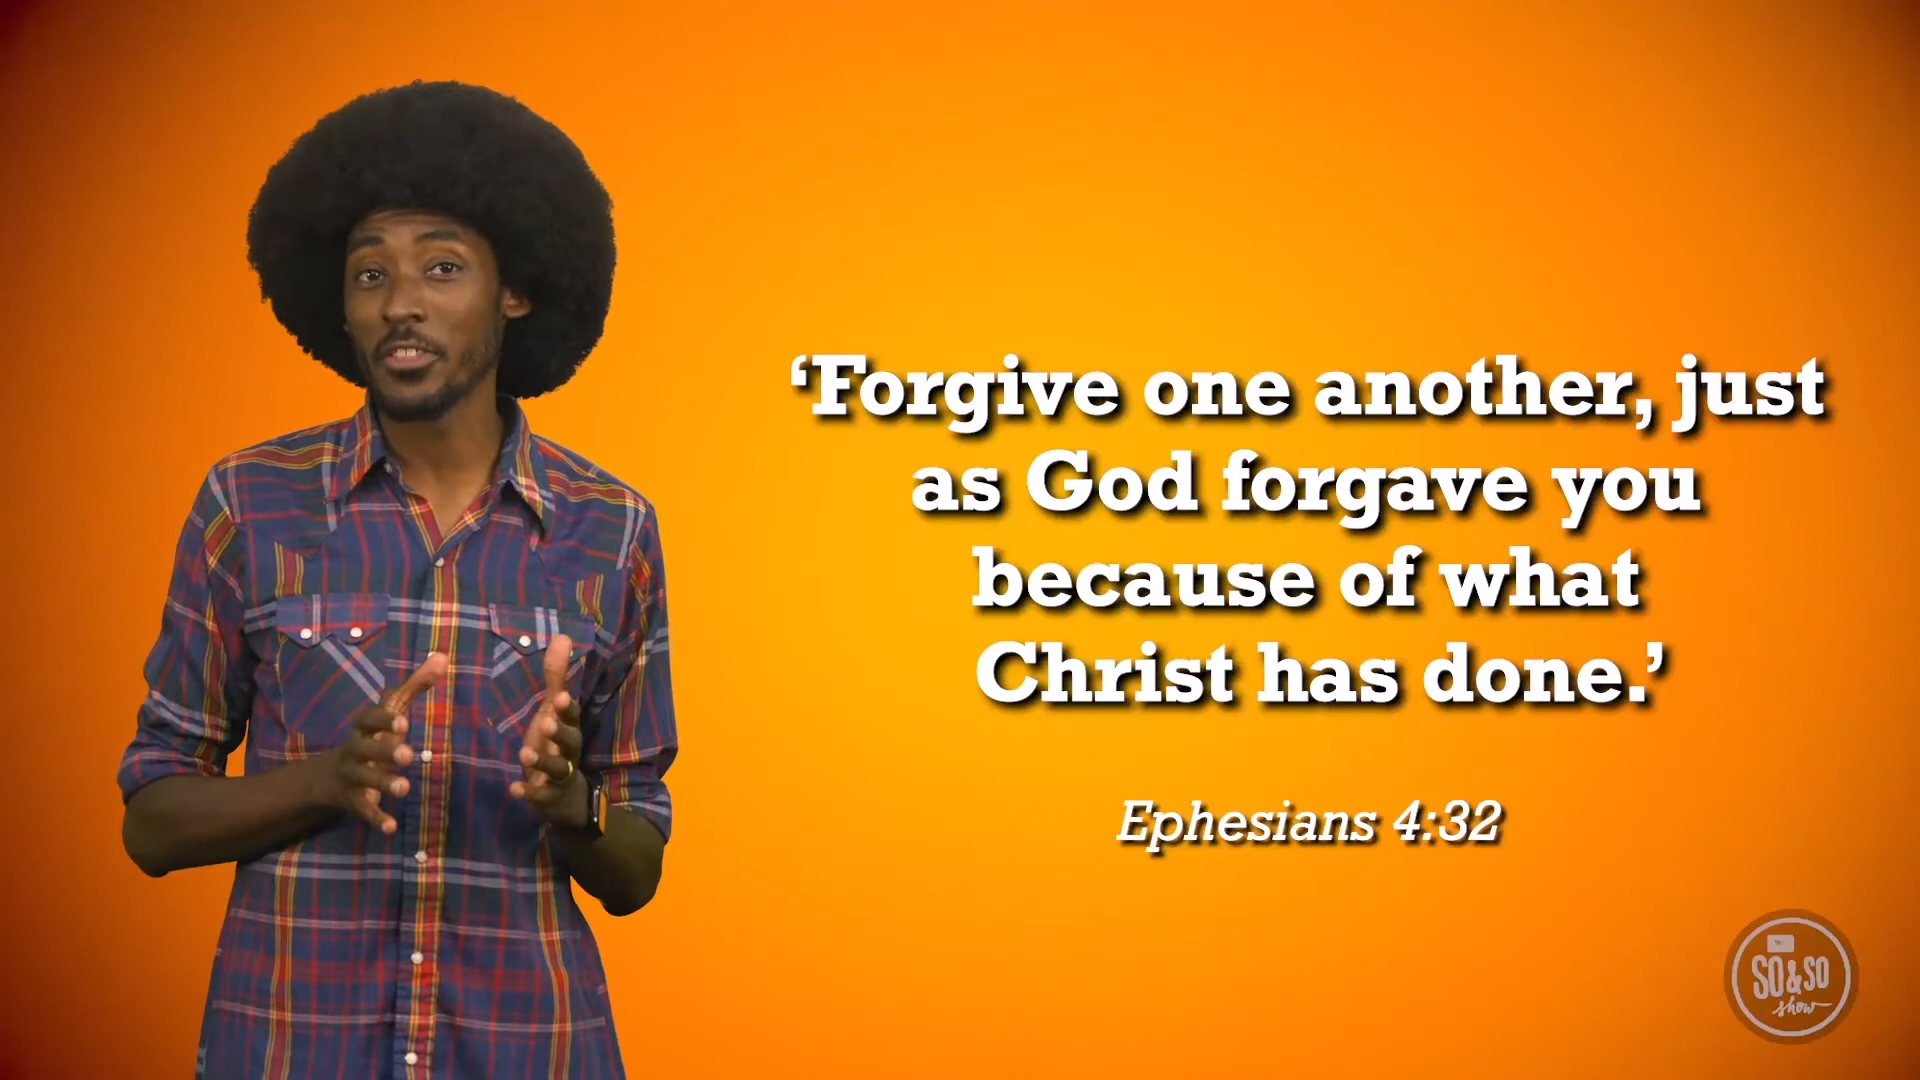 ‘Forgive one another, just
as God forgave you
because of what
Christ has done.’
Ephesians 4:32
SO & SO
show